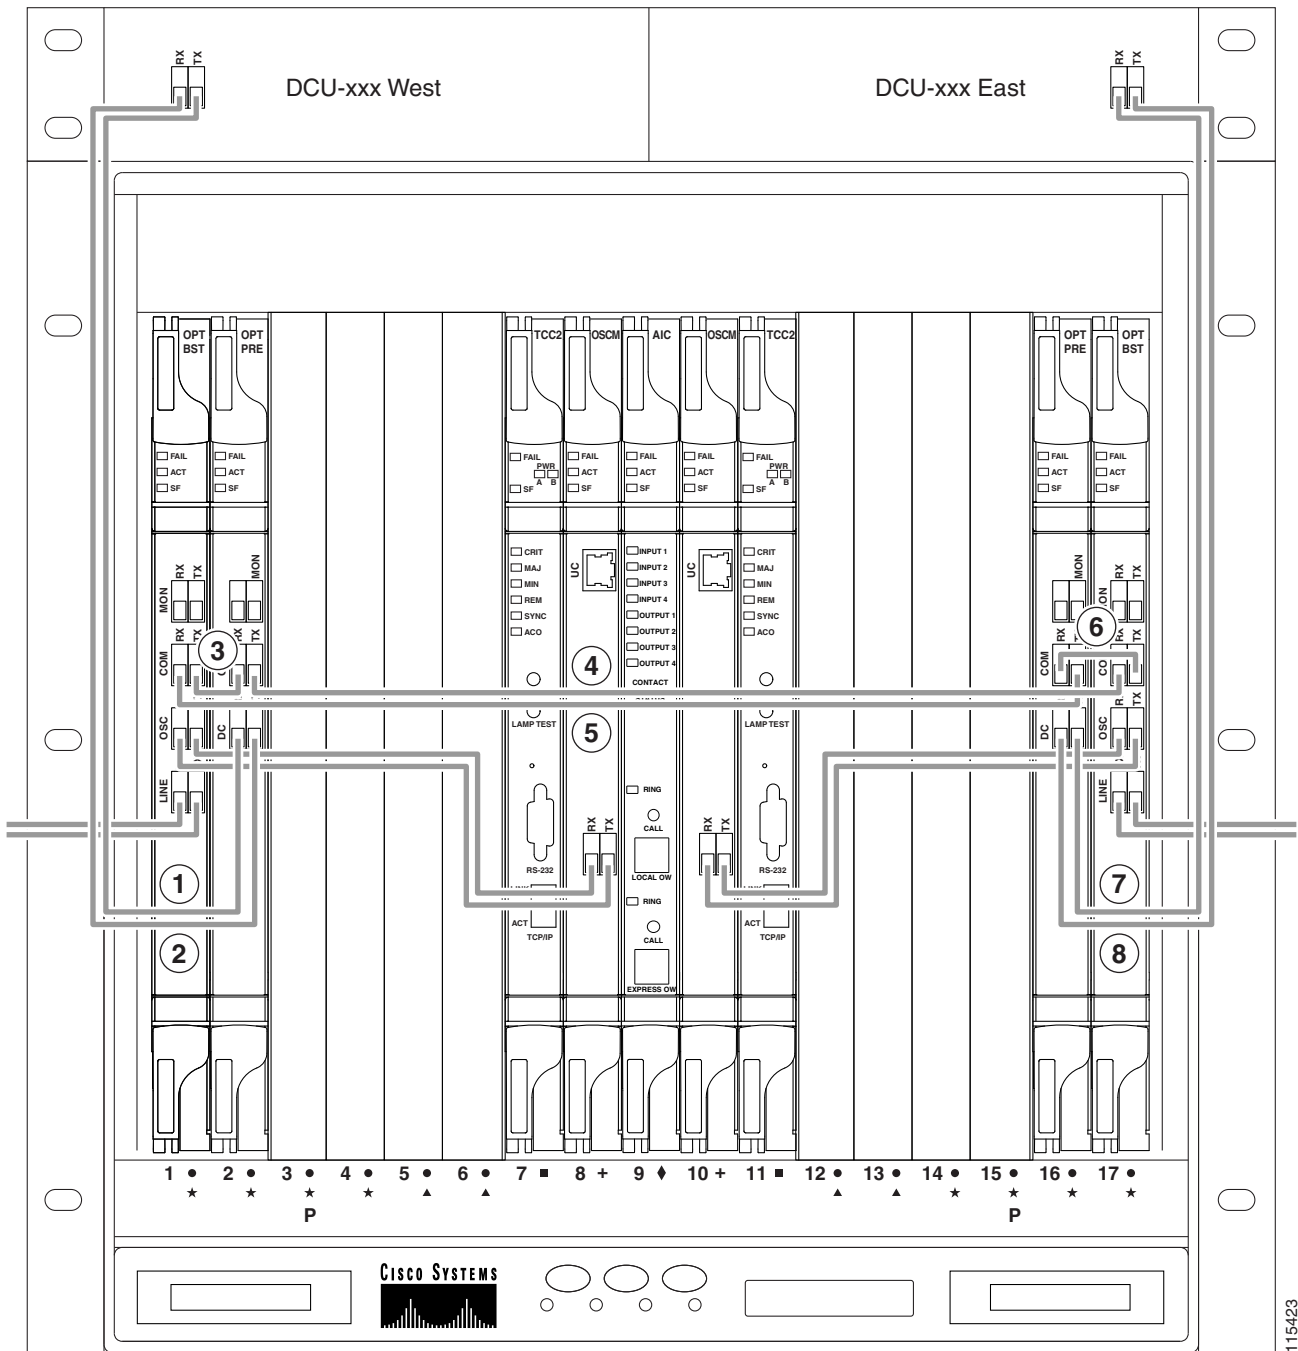 RX TX
DCU-xxx West
DCU-xxx East
RX TX
OPT BST
OPT PRE
TCC2
OSCM
AIC
OSCM
TCC2
OPT PRE
OPT BST
FAIL
ACT
SF
FAIL
ACT
SF
FAIL
PWR
A B
SF
FAIL
ACT
SF
FAIL
ACT
SF
FAIL
ACT
SF
FAIL
PWR
A B
SF
FAIL
ACT
SF
FAIL
ACT
SF
MON
RX TX
MON
COM
RX TX
RX TX
3
OSC
DC
LINE
1
2
CRIT
MAJ
MIN
REM
SYNC
ACO
LAMP TEST
RS-232
ACT
TCP/IP
UC
4
5
RX TX
INPUT 1
INPUT 2
INPUT 3
INPUT 4
OUTPUT 1
OUTPUT 2
OUTPUT 3
OUTPUT 4
CONTACT
RING
CALL
LOCAL OW
RING
CALL
EXPRESS OW
UC
RX TX
CRIT
MAJ
MIN
REM
SYNC
ACO
LAMP TEST
RS-232
ACT
TCP/IP
MON
RX TX
6
COM
RX
TX
DC
OSC
TX
LINE
7
8
1 ● ★
2 ● ★
3 ● ★
P
4 ● ★
5 ● ▲
6 ● ▲
7 ■
8 +
9 ♦
10 +
11 ■
12 ● ▲
13 ● ▲
14 ● ★
15 ● ★
P
16 ● ★
17 ● ★
CISCO SYSTEMS
115423